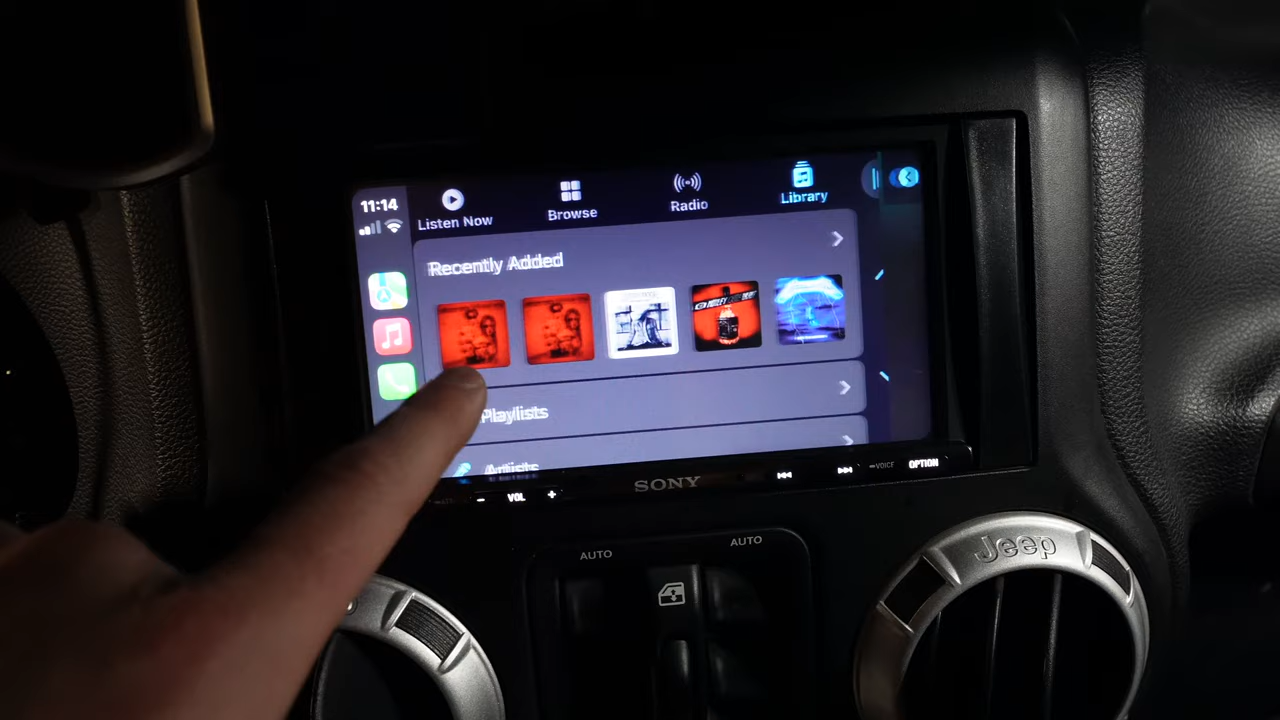 11:14
Listen Now
Browse
Radio
Library
Recently Added
Playlists
Artists
- VOL +
SONY
VOICE
OPTION
AUTO
AUTO
Jeep